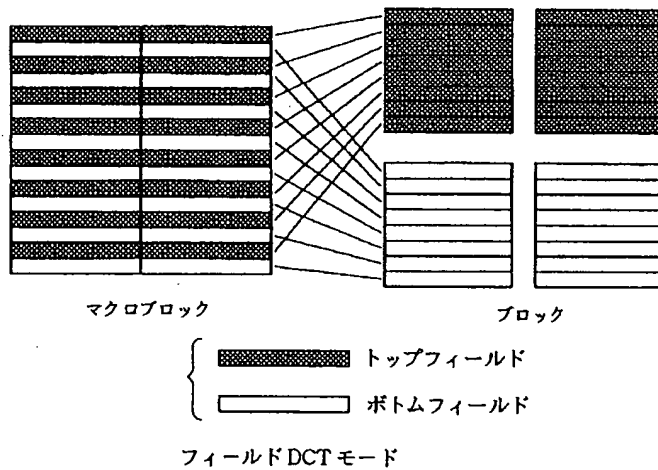 マクロブロック
ブロック
トップフィールド
ボトムフィールド
フィールドDCTモード